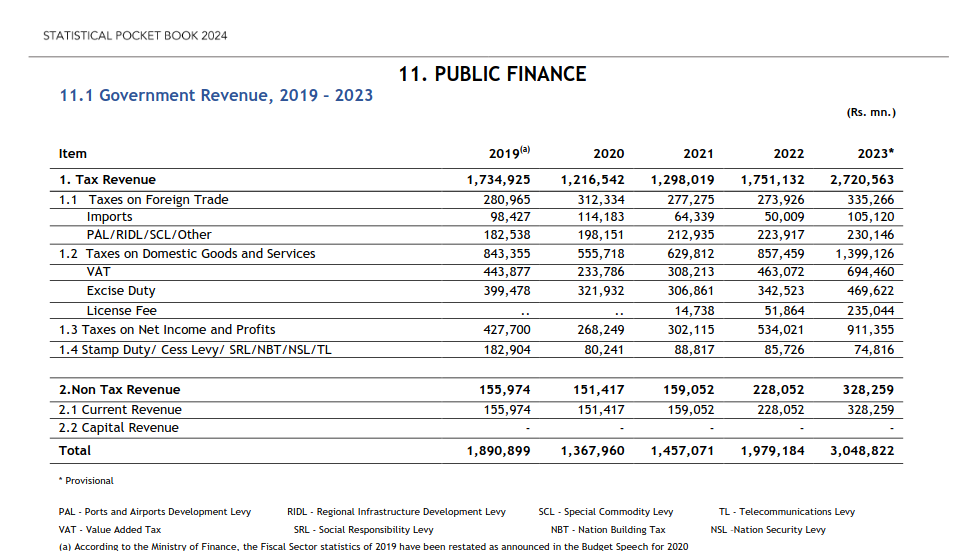 STATISTICAL POCKET BOOK 2024
11. PUBLIC FINANCE
11.1 Government Revenue, 2019 - 2023
(Rs. mn.)
Item 2019(a) 2020 2021 2022 2023*
1. Tax Revenue 1,734,925 1,216,542 1,298,019 1,751,132 2,720,563
1.1 Taxes on Foreign Trade 280,965 312,334 277,275 273,926 335,266
Imports 98,427 114,183 64,339 50,009 105,120
PAL/RIDL/SCL/Other 182,538 198,151 212,935 223,917 230,146
1.2 Taxes on Domestic Goods and Services 843,355 555,718 629,812 857,459 1,399,126
VAT 443,877 233,786 308,213 463,072 694,460
Excise Duty 399,478 321,932 306,861 342,523 469,622
License Fee .. .. 14,738 51,864 235,044
1.3 Taxes on Net Income and Profits 427,700 268,249 302,115 534,021 911,355
1.4 Stamp Duty/ Cess Levy/ SRL/NBT/NSL/TL 182,904 80,241 88,817 85,726 74,816
2.Non Tax Revenue 155,974 151,417 159,052 228,052 328,259
2.1 Current Revenue 155,974 151,417 159,052 228,052 328,259
2.2 Capital Revenue - - - - -
Total 1,890,899 1,367,960 1,457,071 1,979,184 3,048,822
* Provisional
PAL - Ports and Airports Development Levy RIDL - Regional Infrastructure Development Levy SCL - Special Commodity Levy TL - Telecommunications Levy
VAT - Value Added Tax SRL - Social Responsibility Levy NBT - Nation Building Tax NSL -Nation Security Levy
(a) According to the Ministry of Finance, the Fiscal Sector statistics of 2019 have been restated as announced in the Budget Speech for 2020